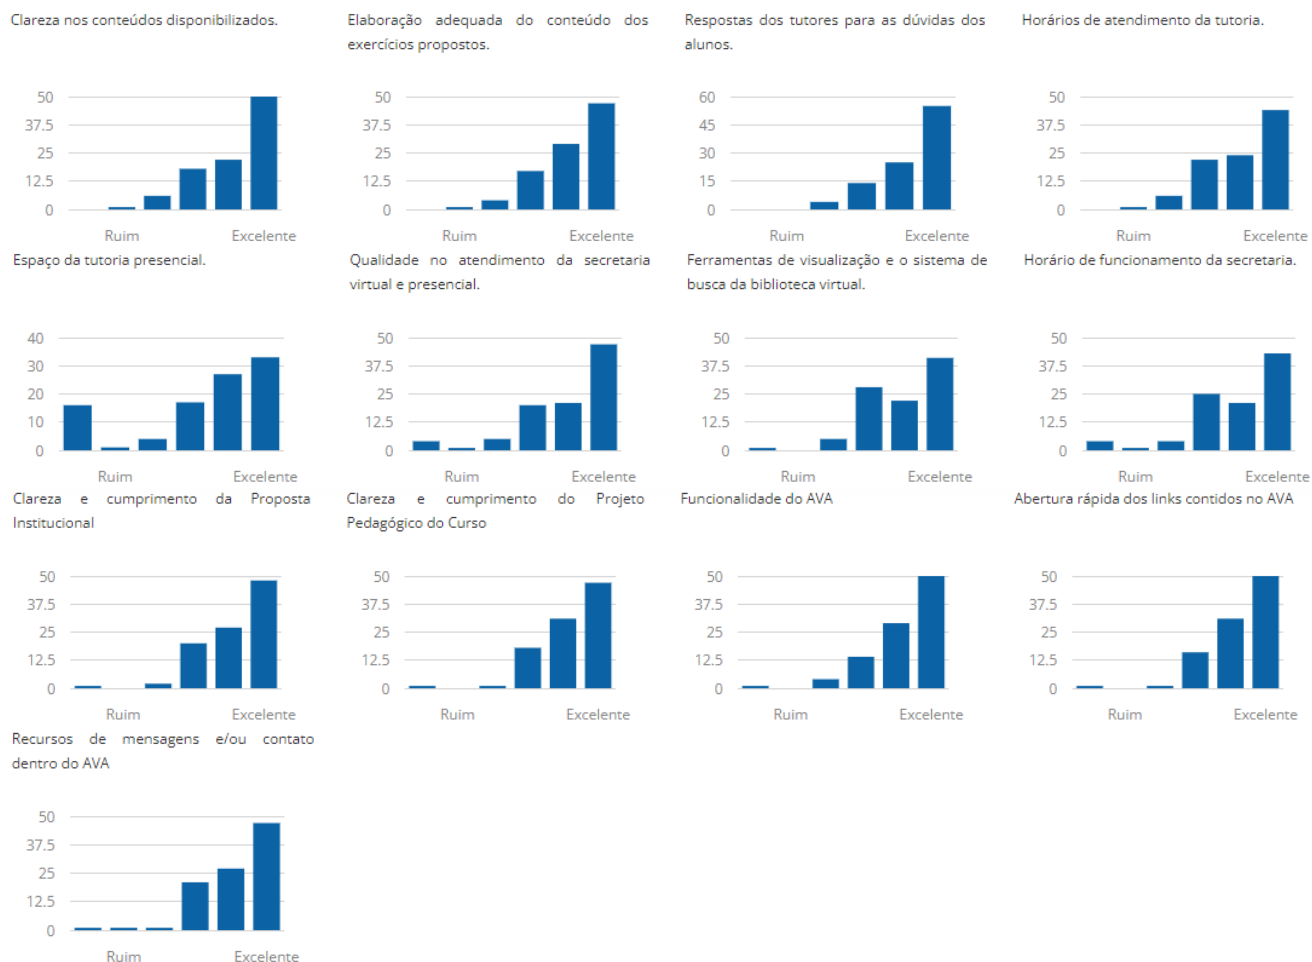 Clareza nos conteúdos disponibilizados.
50
37.5
25
12.5
0
Ruim Excelente
Elaboração adequada do conteúdo dos
exercícios propostos.
50
37.5
25
12.5
0
Ruim Excelente
Respostas dos tutores para as dúvidas dos
alunos.
60
45
30
15
0
Ruim Excelente
Horários de atendimento da tutoria.
50
37.5
25
12.5
0
Ruim Excelente
Espaço da tutoria presencial.
40
30
20
10
0
Ruim Excelente
Qualidade no atendimento da secretaria
virtual e presencial.
50
37.5
25
12.5
0
Ruim Excelente
Ferramentas de visualização e o sistema de
busca da biblioteca virtual.
50
37.5
25
12.5
0
Ruim Excelente
Horário de funcionamento da secretaria.
50
37.5
25
12.5
0
Ruim Excelente
Clareza e cumprimento da Proposta
Institucional
50
37.5
25
12.5
0
Ruim Excelente
Clareza e cumprimento do Projeto
Pedagógico do Curso
50
37.5
25
12.5
0
Ruim Excelente
Funcionalidade do AVA
50
37.5
25
12.5
0
Ruim Excelente
Abertura rápida dos links contidos no AVA
50
37.5
25
12.5
0
Ruim Excelente
Recursos de mensagens e/ou contato
dentro do AVA
50
37.5
25
12.5
0
Ruim Excelente